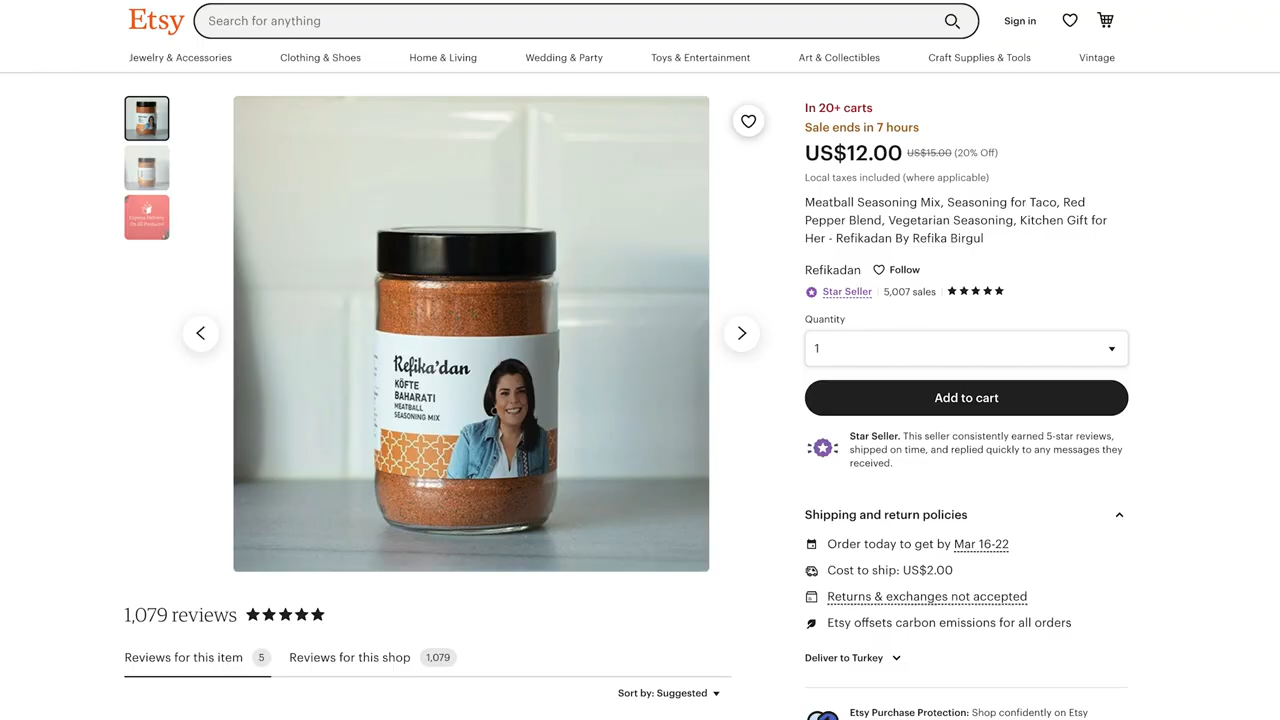 Etsy
Search for anything
Sign in
Jewelry & Accessories
Clothing & Shoes
Home & Living
Wedding & Party
Toys & Entertainment
Art & Collectibles
Craft Supplies & Tools
Vintage
Express Delivery
On All Products
Refika'dan
KÖFTE
BAHARATI
MEATBALL
SEASONING MIX
In 20+ carts
Sale ends in 7 hours
US$12.00 US$15.00 (20% Off)
Local taxes included (where applicable)
Meatball Seasoning Mix, Seasoning for Taco, Red
Pepper Blend, Vegetarian Seasoning, Kitchen Gift for
Her - Refikadan By Refika Birgul
Refikadan Follow
Star Seller 5,007 sales
Quantity
1
Add to cart
Star Seller. This seller consistently earned 5-star reviews,
shipped on time, and replied quickly to any messages they
received.
Shipping and return policies
Order today to get by Mar 16-22
Cost to ship: US$2.00
Returns & exchanges not accepted
Etsy offsets carbon emissions for all orders
Deliver to Turkey
Etsy Purchase Protection: Shop confidently on Etsy
1,079 reviews
Reviews for this item 5
Reviews for this shop 1,079
Sort by: Suggested